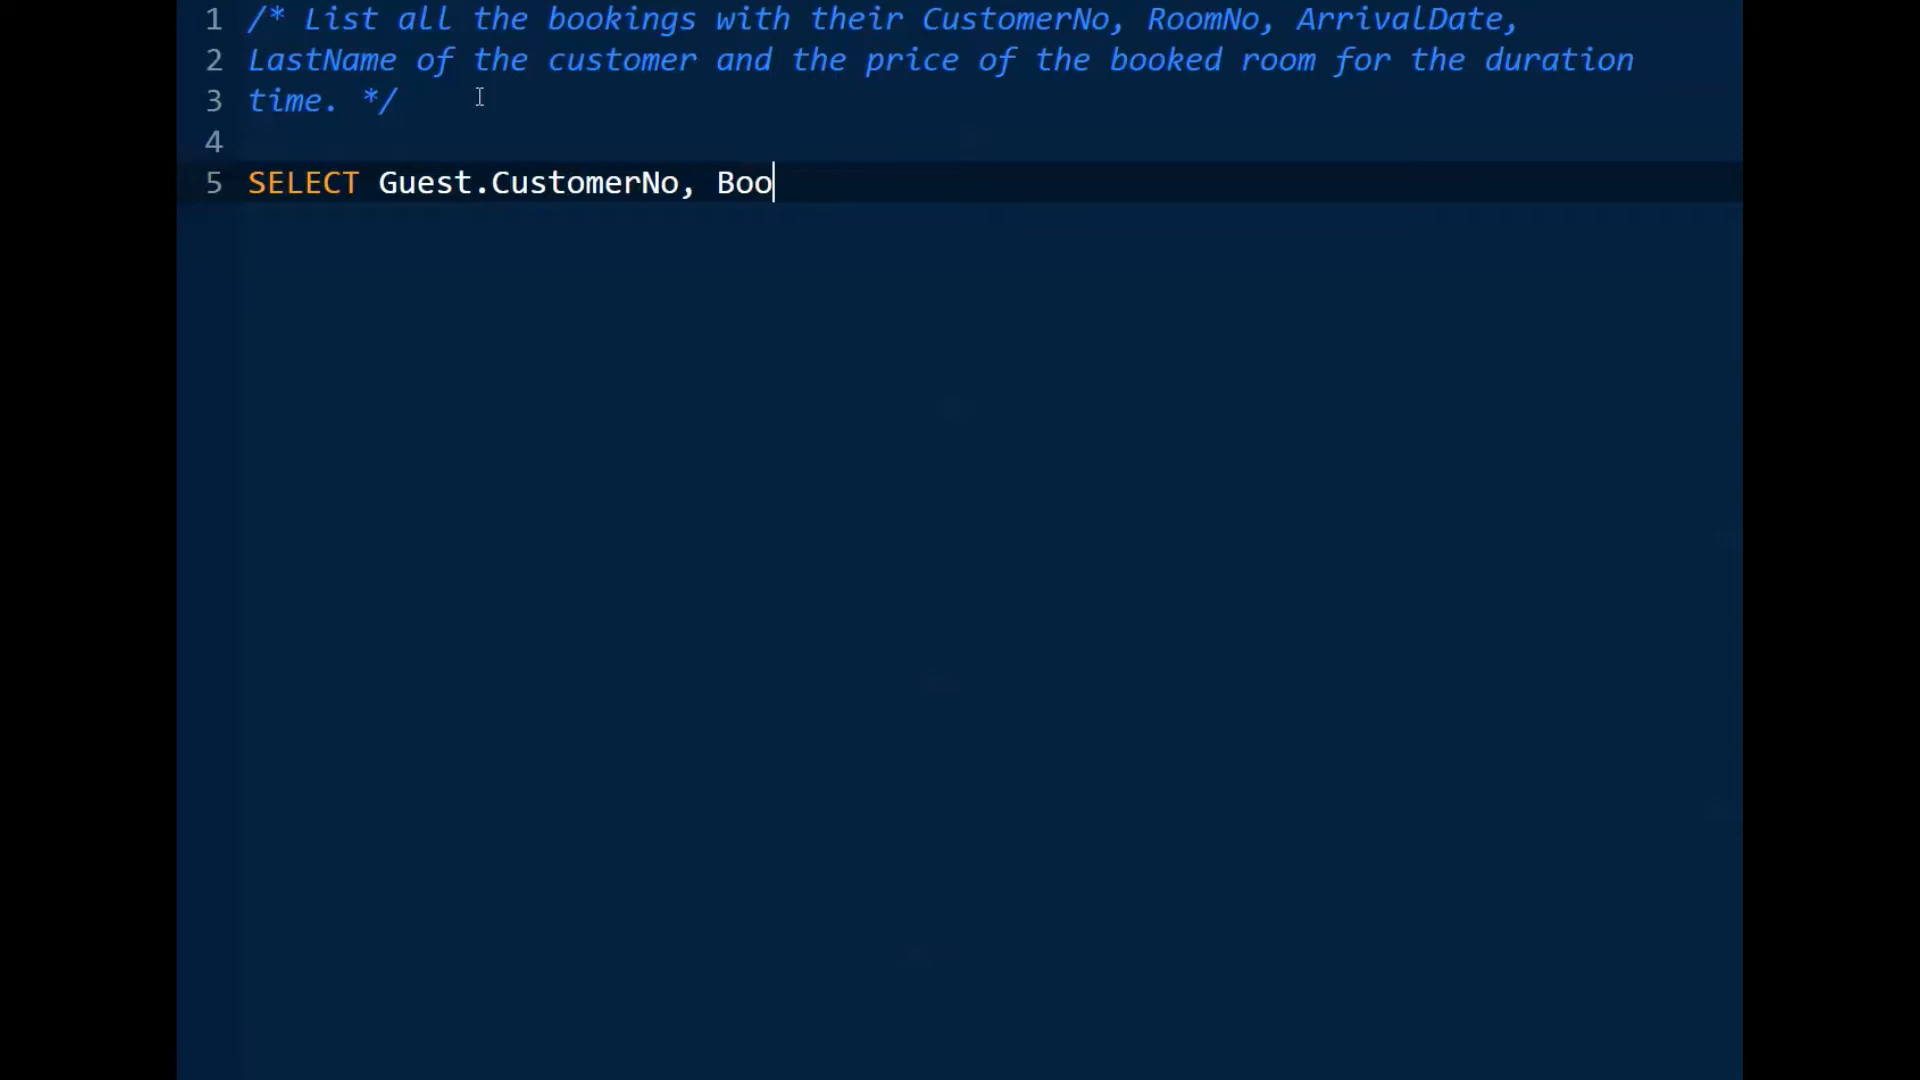 1 /* List all the bookings with their CustomerNo, RoomNo, ArrivalDate,
2 LastName of the customer and the price of the booked room for the duration
3 time. */
4
5 SELECT Guest.CustomerNo, Boo